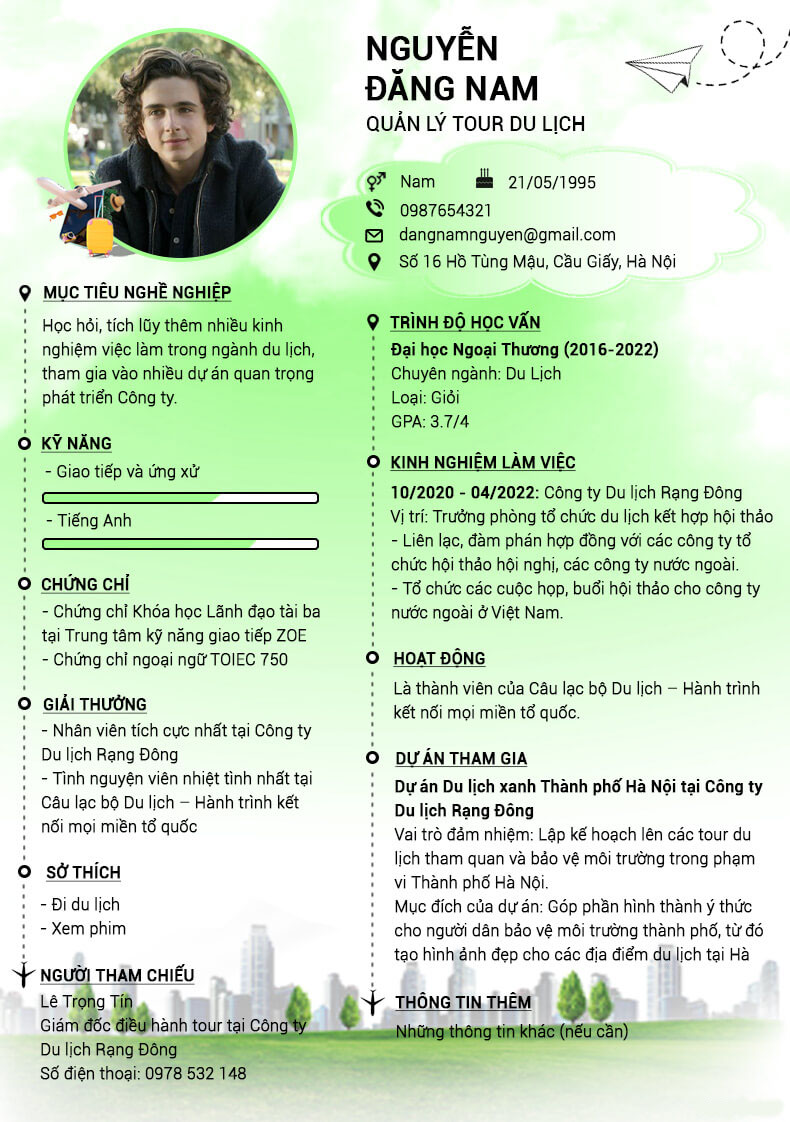 NGUYỄN
ĐĂNG NAM
QUẢN LÝ TOUR DU LỊCH
Nam
21/05/1995
0987654321
dangnamnguyen@gmail.com
Số 16 Hồ Tùng Mậu, Cầu Giấy, Hà Nội
MỤC TIÊU NGHỀ NGHIỆP
Học hỏi, tích lũy thêm nhiều kinh
nghiệm việc làm trong ngành du lịch,
tham gia vào nhiều dự án quan trọng
phát triển Công ty.
KỸ NĂNG
- Giao tiếp và ứng xử
- Tiếng Anh
CHỨNG CHỈ
- Chứng chỉ Khóa học Lãnh đạo tài ba
tại Trung tâm kỹ năng giao tiếp ZOE
- Chứng chỉ ngoại ngữ TOIEC 750
GIẢI THƯỞNG
- Nhân viên tích cực nhất tại Công ty
Du lịch Rạng Đông
- Tình nguyện viên nhiệt tình nhất tại
Câu lạc bộ Du lịch – Hành trình kết
nối mọi miền tổ quốc
SỞ THÍCH
- Đi du lịch
- Xem phim
NGƯỜI THAM CHIẾU
Lê Trọng Tín
Giám đốc điều hành tour tại Công ty
Du lịch Rạng Đông
Số điện thoại: 0978 532 148
TRÌNH ĐỘ HỌC VẤN
Đại học Ngoại Thương (2016-2022)
Chuyên ngành: Du Lịch
Loại: Giỏi
GPA: 3.7/4
KINH NGHIỆM LÀM VIỆC
10/2020 - 04/2022: Công ty Du lịch Rạng Đông
Vị trí: Trưởng phòng tổ chức du lịch kết hợp hội thảo
- Liên lạc, đàm phán hợp đồng với các công ty tổ
chức hội thảo hội nghị, các công ty nước ngoài.
- Tổ chức các cuộc họp, buổi hội thảo cho công ty
nước ngoài ở Việt Nam.
HOẠT ĐỘNG
Là thành viên của Câu lạc bộ Du lịch – Hành trình
kết nối mọi miền tổ quốc.
DỰ ÁN THAM GIA
Dự án Du lịch xanh Thành phố Hà Nội tại Công ty
Du lịch Rạng Đông
Vai trò đảm nhiệm: Lập kế hoạch lên các tour du
lịch tham quan và bảo vệ môi trường trong phạm
vi Thành phố Hà Nội.
Mục đích của dự án: Góp phần hình thành ý thức
cho người dân bảo vệ môi trường thành phố, từ đó
tạo hình ảnh đẹp cho các địa điểm du lịch tại Hà
THÔNG TIN THÊM
Những thông tin khác (nếu cần)